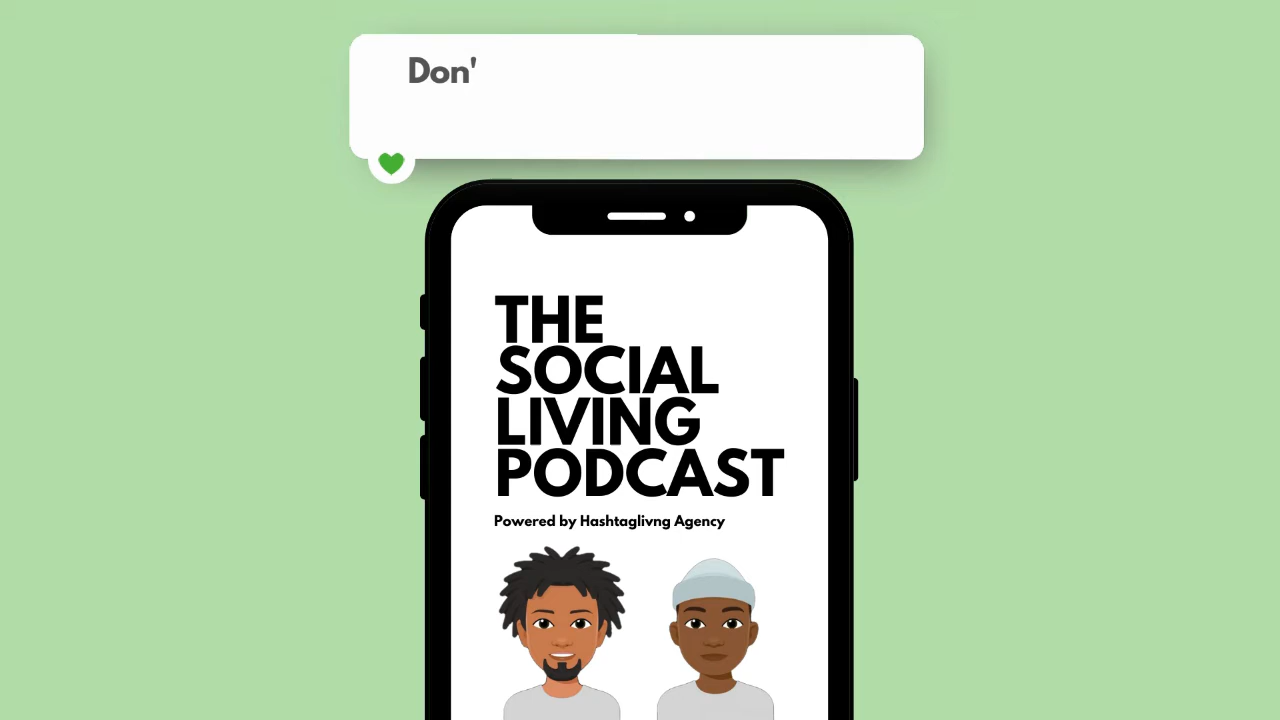 Don'
THE
SOCIAL
LIVING
PODCAST
Powered by Hashtaglivng Agency